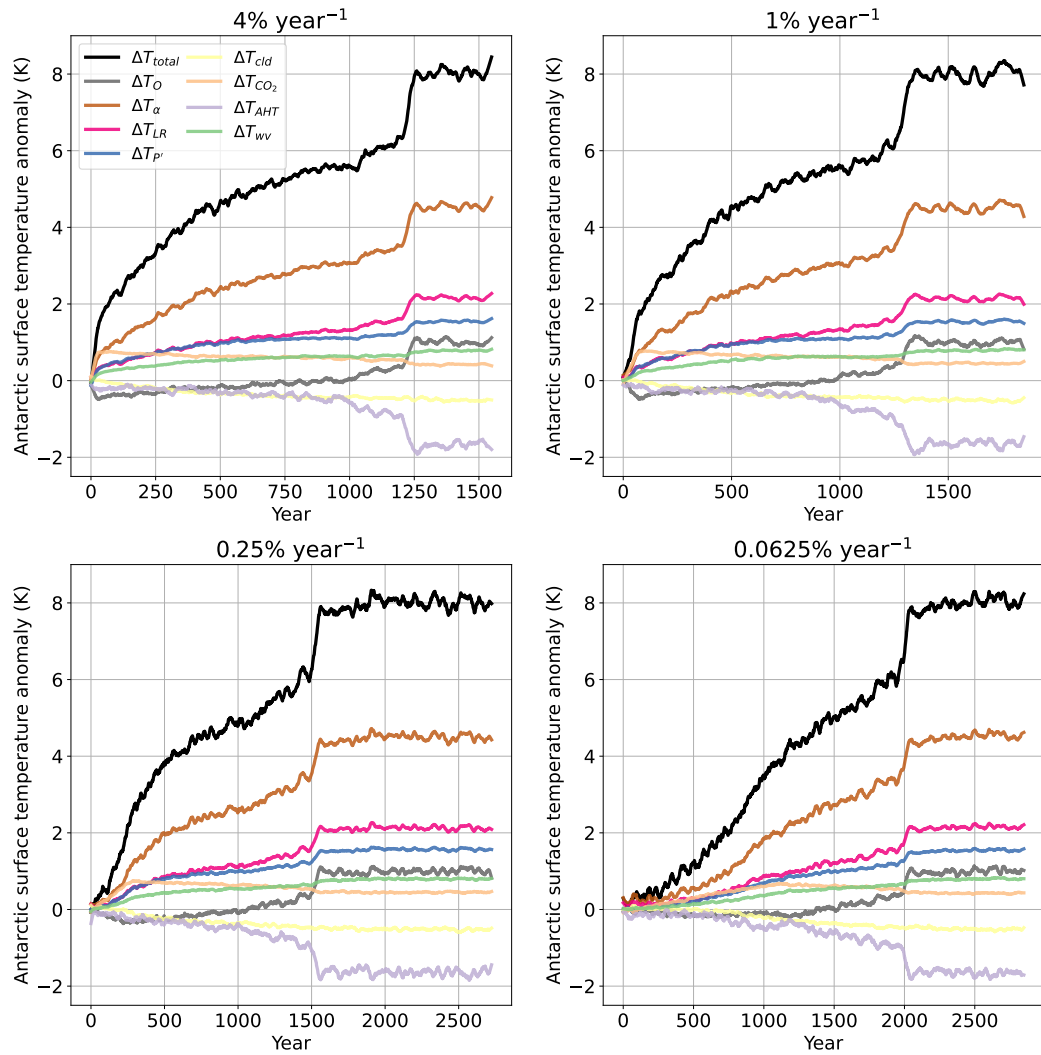 4% year⁻¹
Antarctic surface temperature anomaly (K)
8
6
4
2
0
−2
ΔT_total
ΔT_O
ΔT_α
ΔT_LR
ΔT_P'
ΔT_cld
ΔT_CO₂
ΔT_AHT
ΔT_wv
0 250 500 750 1000 1250 1500
Year
1% year⁻¹
Antarctic surface temperature anomaly (K)
8
6
4
2
0
−2
0 500 1000 1500
Year
0.25% year⁻¹
Antarctic surface temperature anomaly (K)
8
6
4
2
0
−2
0 500 1000 1500 2000 2500
Year
0.0625% year⁻¹
Antarctic surface temperature anomaly (K)
8
6
4
2
0
−2
0 500 1000 1500 2000 2500
Year